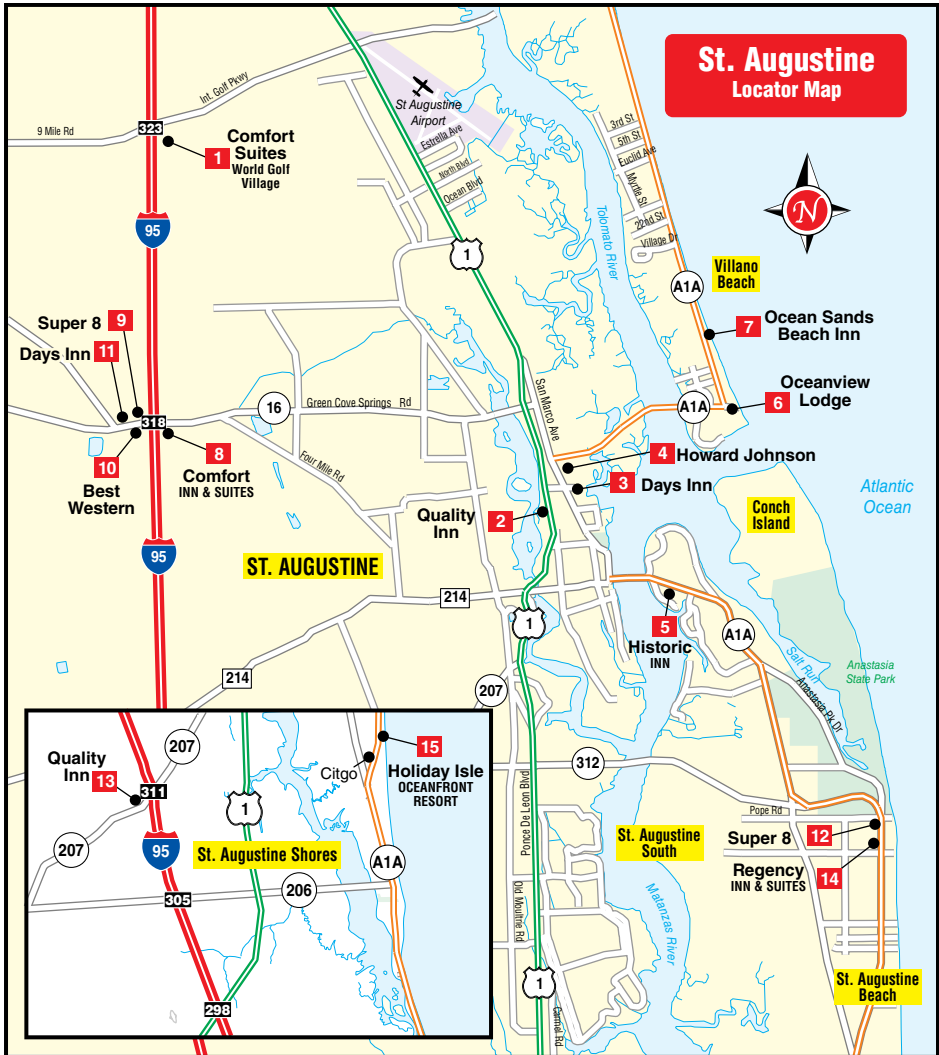 St. Augustine
Locator Map
N
Int. Golf Pkwy
St Augustine
Airport
9 Mile Rd
323
1
Comfort
Suites
World Golf
Village
Estrella Ave
North Blvd
Ocean Blvd
3rd St
5th St
Euclid Ave
Myrtle St
22nd St
Village Dr
Tolomato River
95
1
A1A
Villano
Beach
Super 8
9
Days Inn
11
7
Ocean Sands
Beach Inn
San Marco Ave
16
Green Cove Springs Rd
A1A
6
Oceanview
Lodge
318
10
Best
Western
8
Comfort
INN & SUITES
Four Mile Rd
4
Howard Johnson
3
Days Inn
Quality
Inn
2
Conch
Island
Atlantic
Ocean
95
ST. AUGUSTINE
214
1
5
Historic
INN
A1A
Salt Run
Anastasia
State Park
Anastasia Pk Dr
214
207
312
Ponce De Leon Blvd
Pope Rd
St. Augustine
South
Super 8
12
Regency
INN & SUITES
14
Old Moultrie Rd
Matanzas River
1
Carmel Rd
St. Augustine
Beach
207
Quality
Inn
13
311
Citgo
15
Holiday Isle
OCEANFRONT
RESORT
1
207
95
St. Augustine Shores
A1A
305
206
298